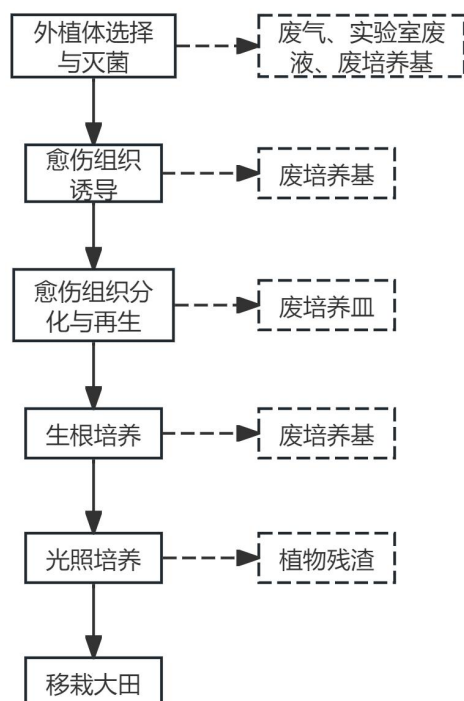 外植体选择
与灭菌
废气、实验室废
液、废培养基
愈伤组织
诱导
废培养基
愈伤组织分
化与再生
废培养皿
生根培养
废培养基
光照培养
植物残渣
移栽大田